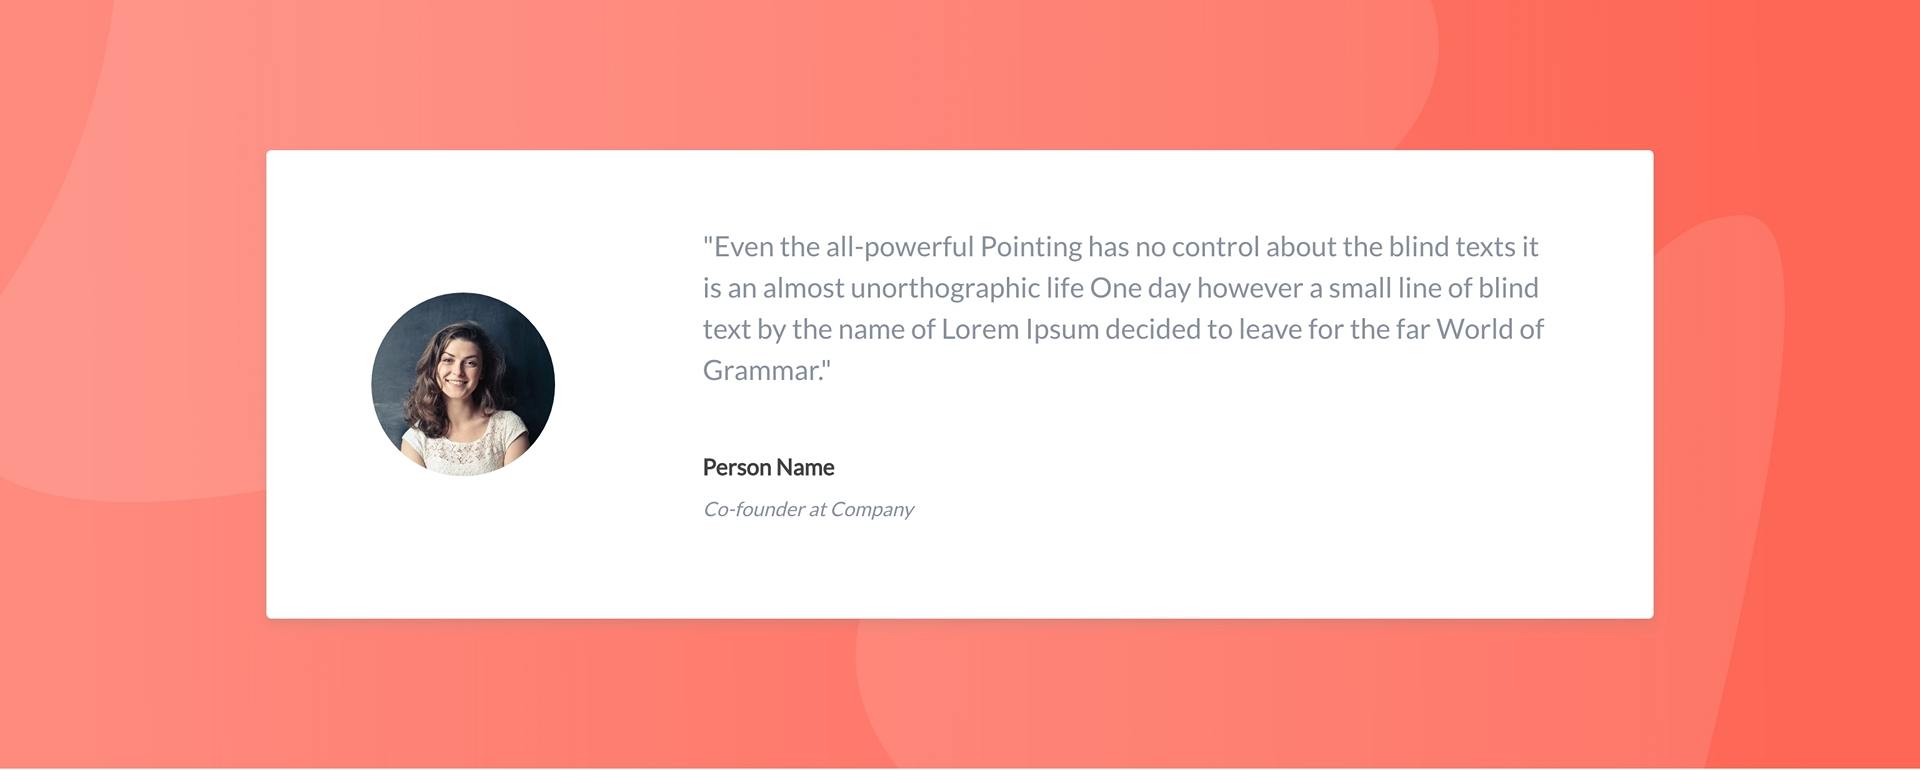 "Even the all-powerful Pointing has no control about the blind texts it
is an almost unorthographic life One day however a small line of blind
text by the name of Lorem Ipsum decided to leave for the far World of
Grammar."
Person Name
Co-founder at Company